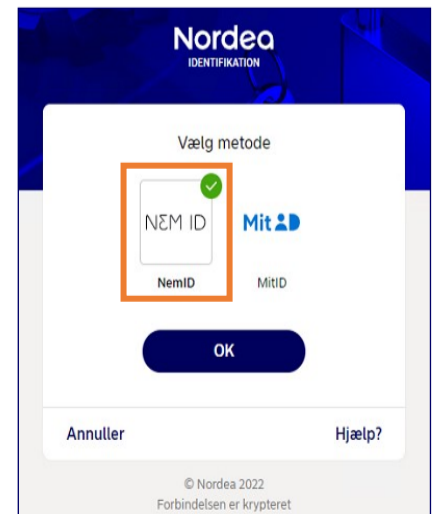 Nordea
IDENTIFIKATION
Vælg metode
NEM ID
Mit ID
NemID
MitID
OK
Annuller
Hjælp?
© Nordea 2022
Forbindelsen er krypteret